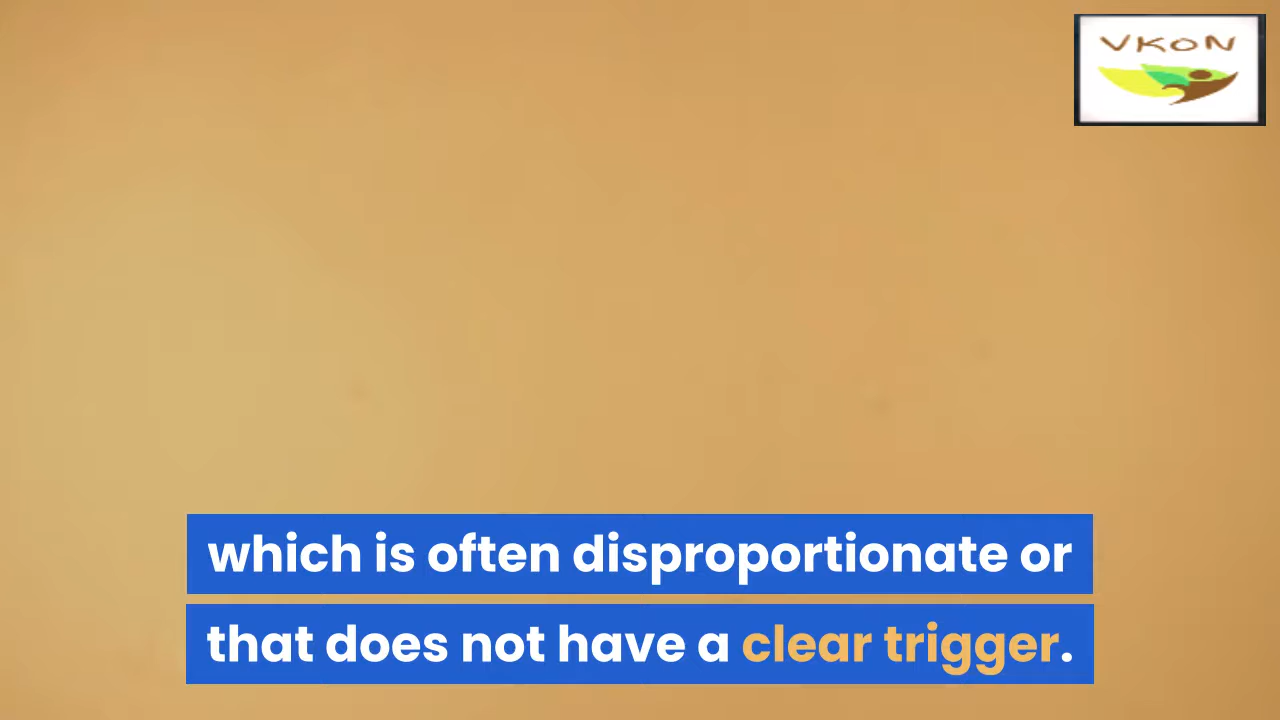 VKON
which is often disproportionate or
that does not have a clear trigger.